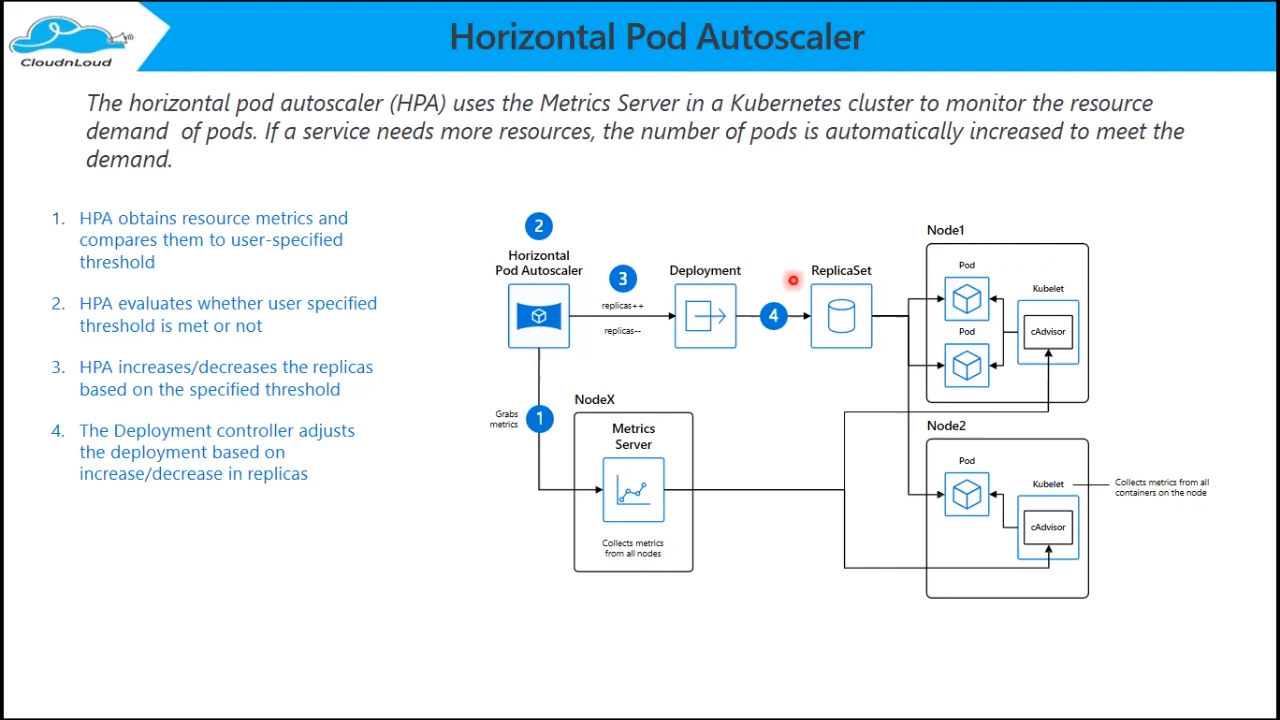 CloudnLoud
Horizontal Pod Autoscaler
The horizontal pod autoscaler (HPA) uses the Metrics Server in a Kubernetes cluster to monitor the resource
demand of pods. If a service needs more resources, the number of pods is automatically increased to meet the
demand.
1. HPA obtains resource metrics and
compares them to user-specified
threshold
2. HPA evaluates whether user specified
threshold is met or not
3. HPA increases/decreases the replicas
based on the specified threshold
4. The Deployment controller adjusts
the deployment based on
increase/decrease in replicas
2
Horizontal
Pod Autoscaler
3
replicas++
replicas--
Deployment
4
ReplicaSet
Grabs
metrics
1
NodeX
Metrics
Server
Collects metrics
from all nodes
Node1
Pod
Pod
Kubelet
cAdvisor
Node2
Pod
Kubelet
cAdvisor
Collects metrics from all
containers on the node